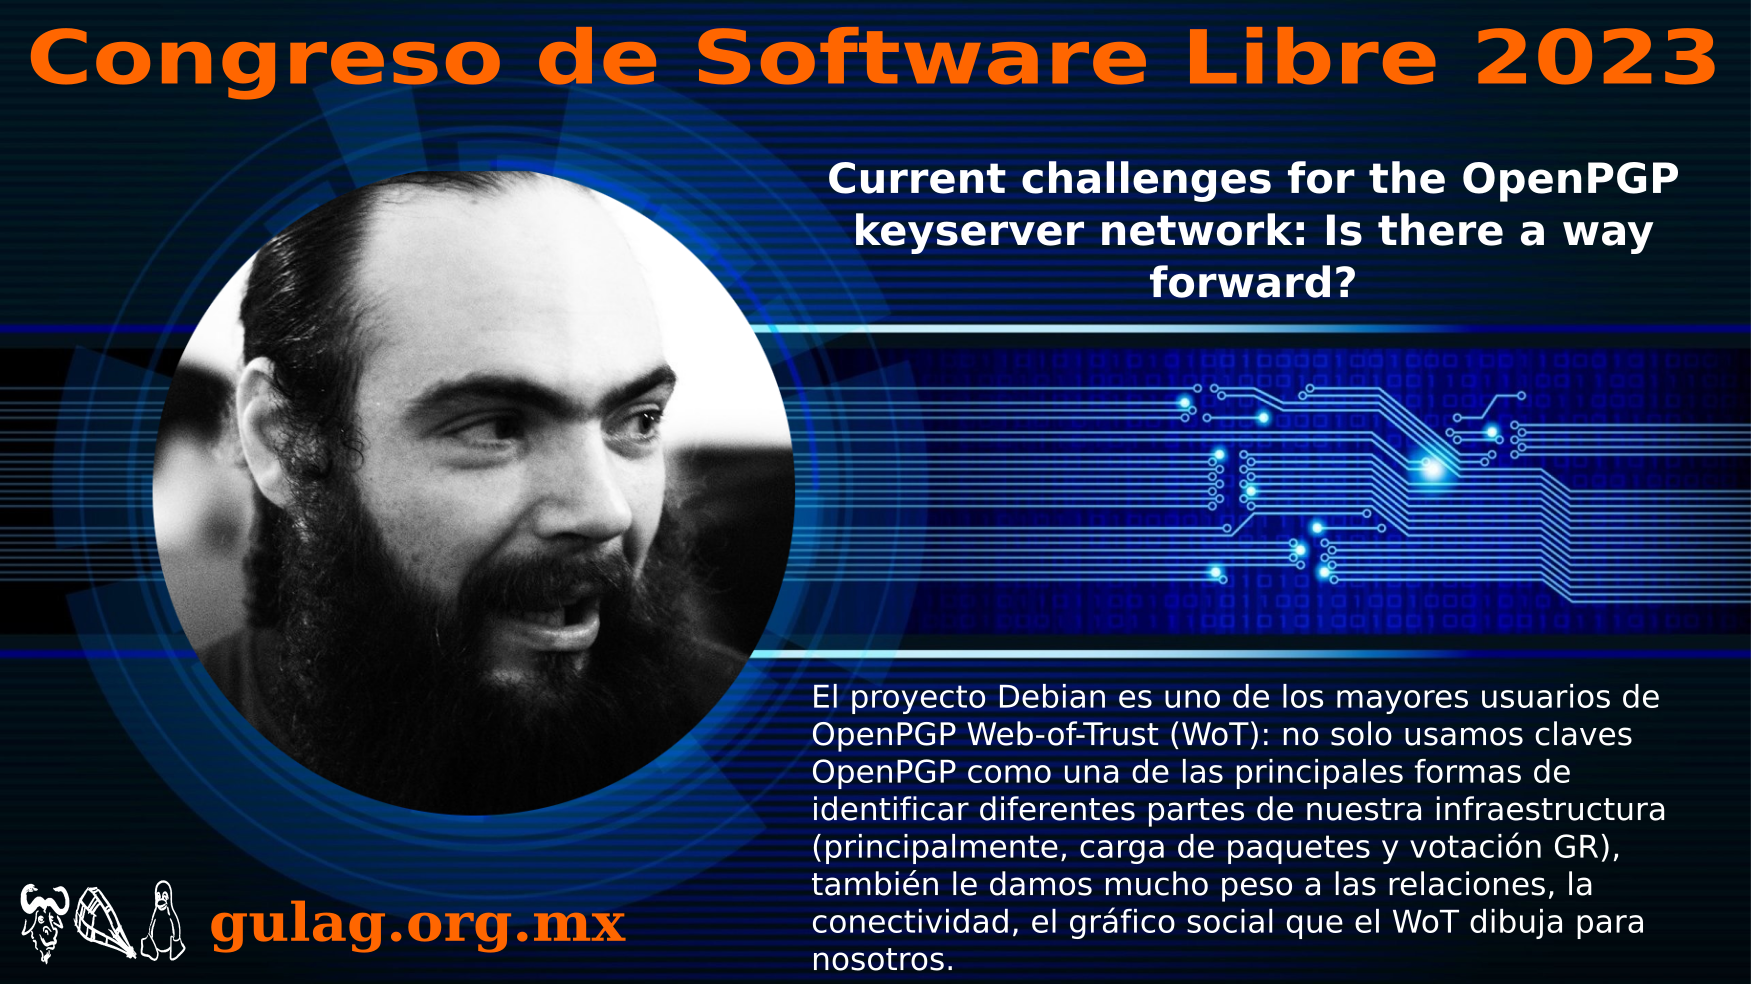 Congreso de Software Libre 2023
Current challenges for the OpenPGP
keyserver network: Is there a way
forward?
El proyecto Debian es uno de los mayores usuarios de
OpenPGP Web-of-Trust (WoT): no solo usamos claves
OpenPGP como una de las principales formas de
identificar diferentes partes de nuestra infraestructura
(principalmente, carga de paquetes y votación GR),
también le damos mucho peso a las relaciones, la
conectividad, el gráfico social que el WoT dibuja para
nosotros.
gulag.org.mx